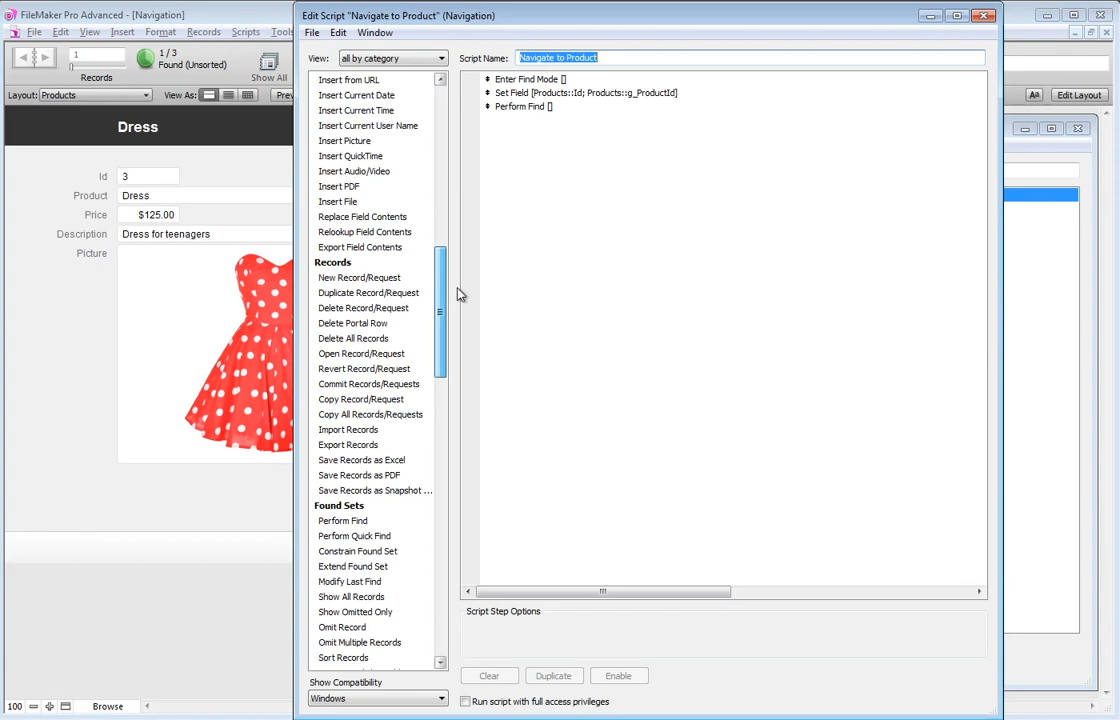 FileMaker Pro Advanced - [Navigation]
File Edit View Insert Format Records Scripts Tools
1
1 / 3
Found (Unsorted)
Records
Show All
Layout: Products View As: Prev
Aa Edit Layout
Dress
Id 3
Product Dress
Price $125.00
Description Dress for teenagers
Picture
100 Browse
Edit Script "Navigate to Product" (Navigation)
File Edit Window
View: all by category
Script Name: Navigate to Product
Insert from URL
Insert Current Date
Insert Current Time
Insert Current User Name
Insert Picture
Insert QuickTime
Insert Audio/Video
Insert PDF
Insert File
Replace Field Contents
Relookup Field Contents
Export Field Contents
Records
New Record/Request
Duplicate Record/Request
Delete Record/Request
Delete Portal Row
Delete All Records
Open Record/Request
Revert Record/Request
Commit Records/Requests
Copy Record/Request
Copy All Records/Requests
Import Records
Export Records
Save Records as Excel
Save Records as PDF
Save Records as Snapshot ...
Found Sets
Perform Find
Perform Quick Find
Constrain Found Set
Extend Found Set
Modify Last Find
Show All Records
Show Omitted Only
Omit Record
Omit Multiple Records
Sort Records
Show Compatibility
Windows
Enter Find Mode []
Set Field [Products::Id; Products::g_ProductId]
Perform Find []
Script Step Options
Clear Duplicate Enable
Run script with full access privileges